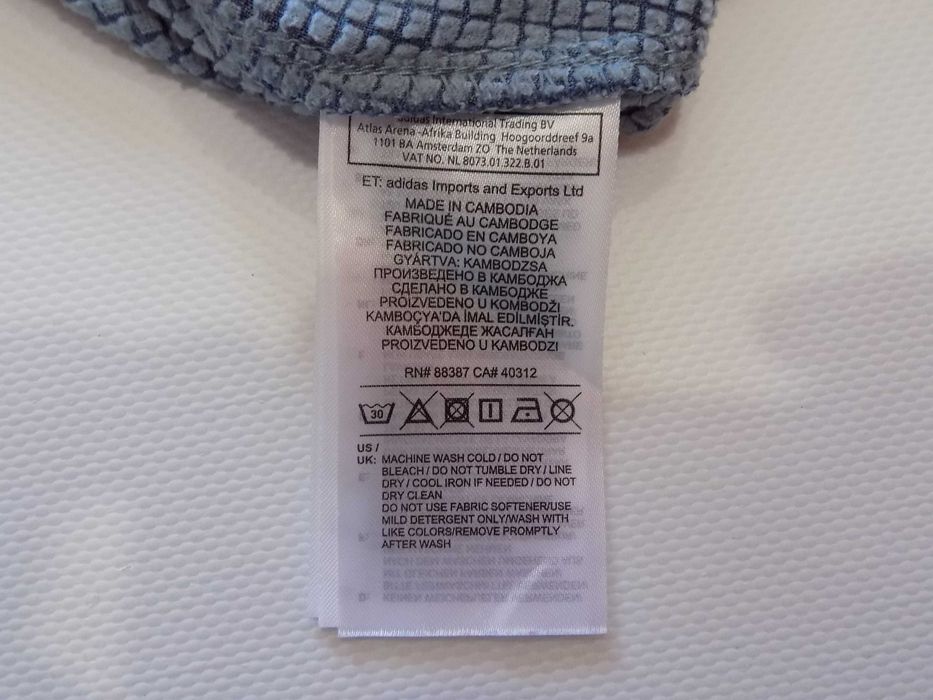 adidas International Trading BV
Atlas Arena -Afrika Building Hoogoorddreef 9a
1101 BA Amsterdam ZO The Netherlands
VAT NO. NL 8073.01.322.B.01
ET: adidas Imports and Exports Ltd
MADE IN CAMBODIA
FABRIQUÉ AU CAMBODGE
FABRICADO EN CAMBOYA
FABRICADO NO CAMBOJA
GYÁRTVA: KAMBODZSA
ПРОИЗВЕДЕНО В КАМБОДЖА
СДЕЛАНО В КАМБОДЖЕ
PROIZVEDENO U KOMBODŽI
KAMBOÇYA'DA İMAL EDİLMİŞTİR.
КАМБОДЖЕДЕ ЖАСАЛҒАН
PROIZVEDENO U KAMBODZI
RN# 88387 CA# 40312
30
US /
UK: MACHINE WASH COLD / DO NOT
BLEACH / DO NOT TUMBLE DRY / LINE
DRY / COOL IRON IF NEEDED / DO NOT
DRY CLEAN
DO NOT USE FABRIC SOFTENER/USE
MILD DETERGENT ONLY/WASH WITH
LIKE COLORS/REMOVE PROMPTLY
AFTER WASH